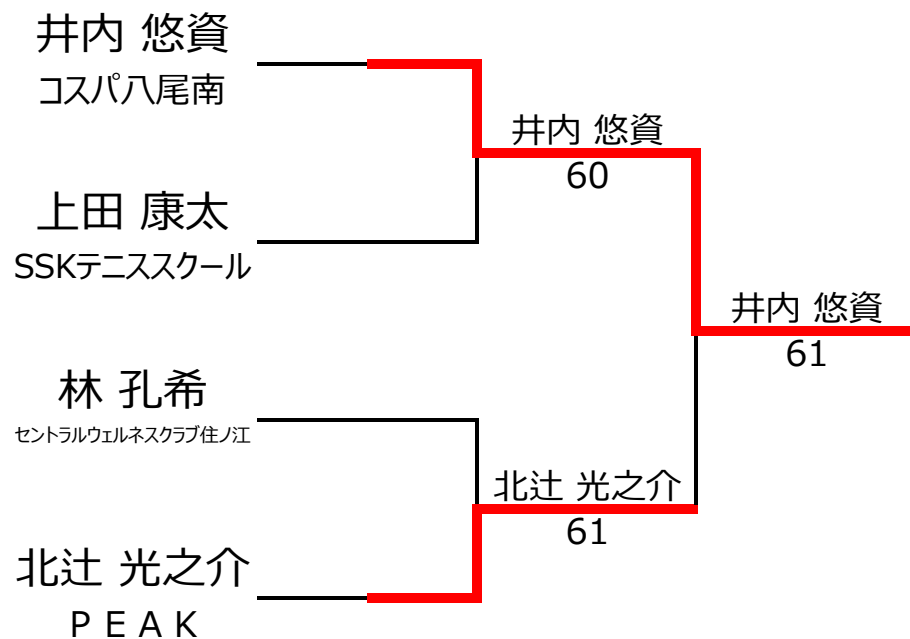 井内 悠資
コスパ八尾南
上田 康太
SSKテニススクール
林 孔希
セントラルウェルネスクラブ住ノ江
北辻 光之介
ＰＥＡＫ
井内 悠資
60
北辻 光之介
61
井内 悠資
61